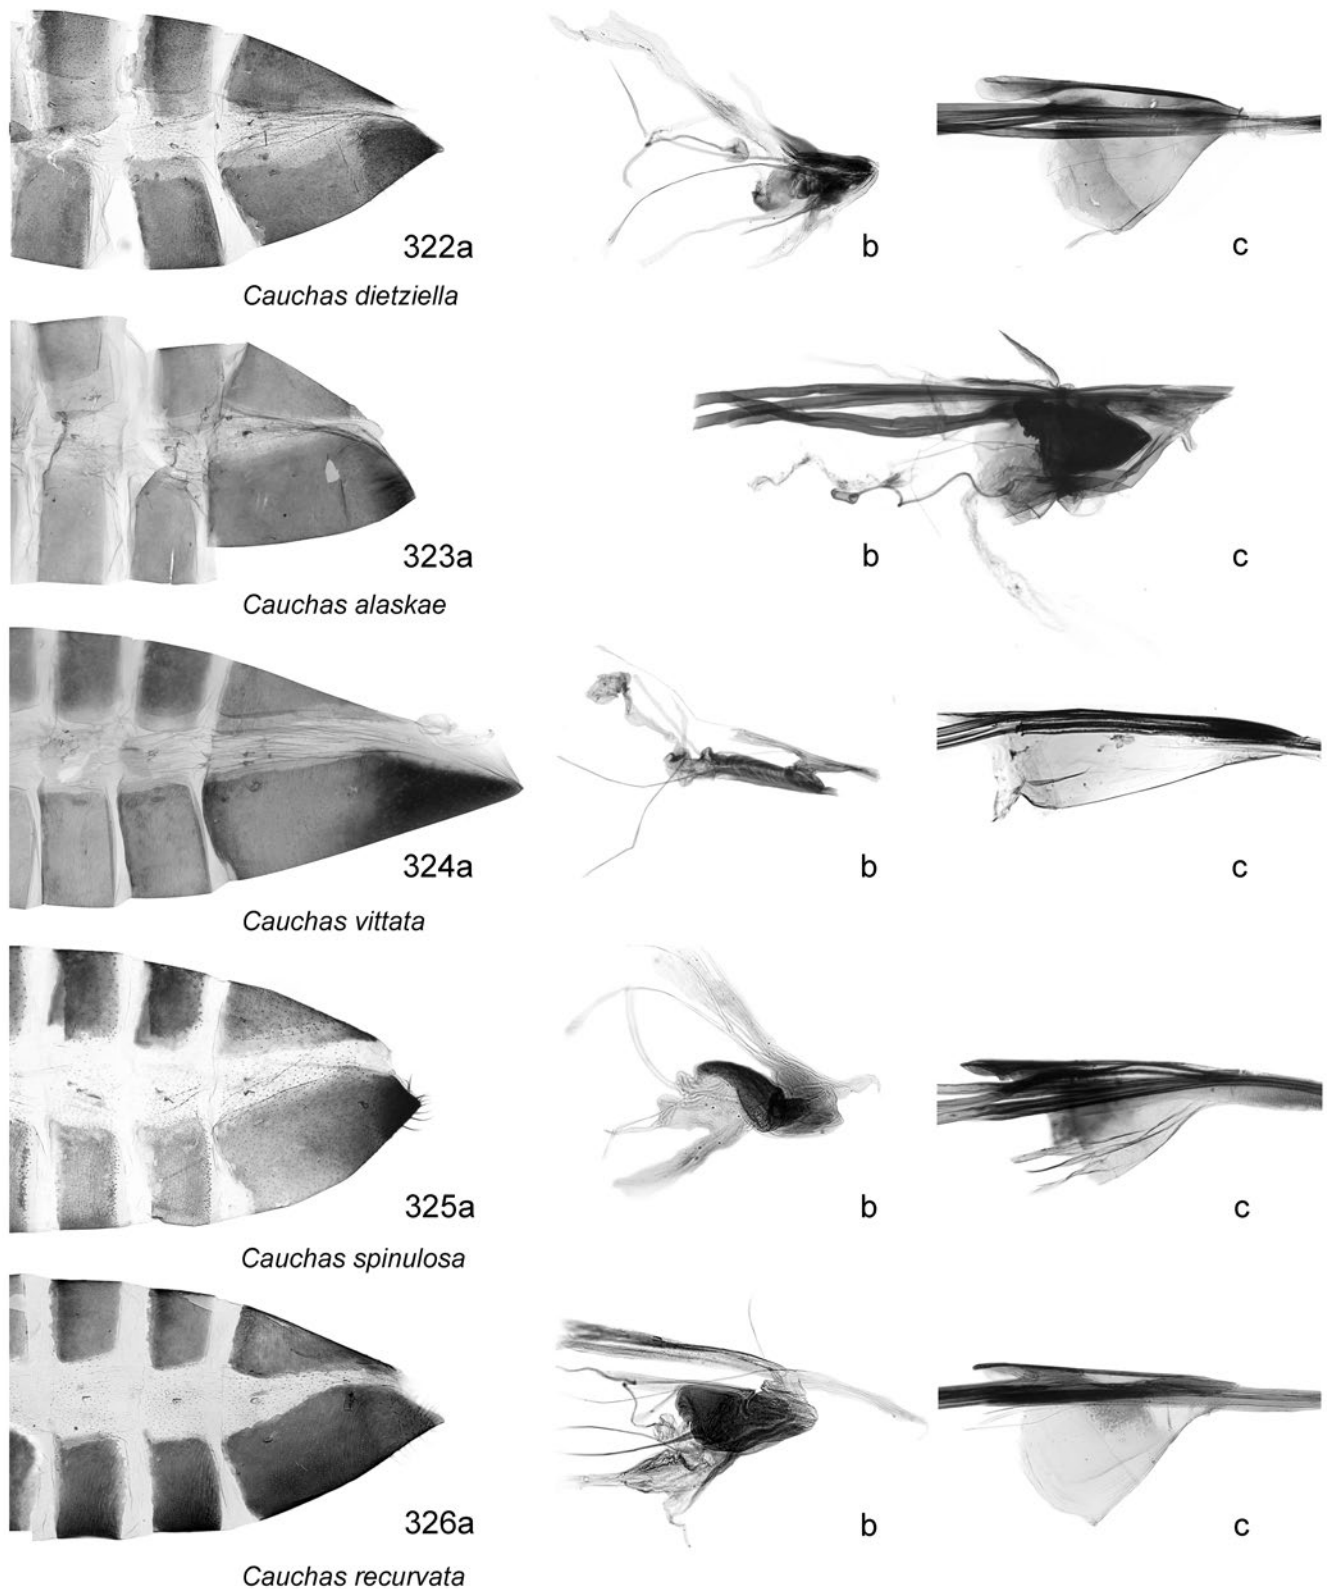 322a b c
Cauchas dietziella
323a b c
Cauchas alaskae
324a b c
Cauchas vittata
325a b c
Cauchas spinulosa
326a b c
Cauchas recurvata